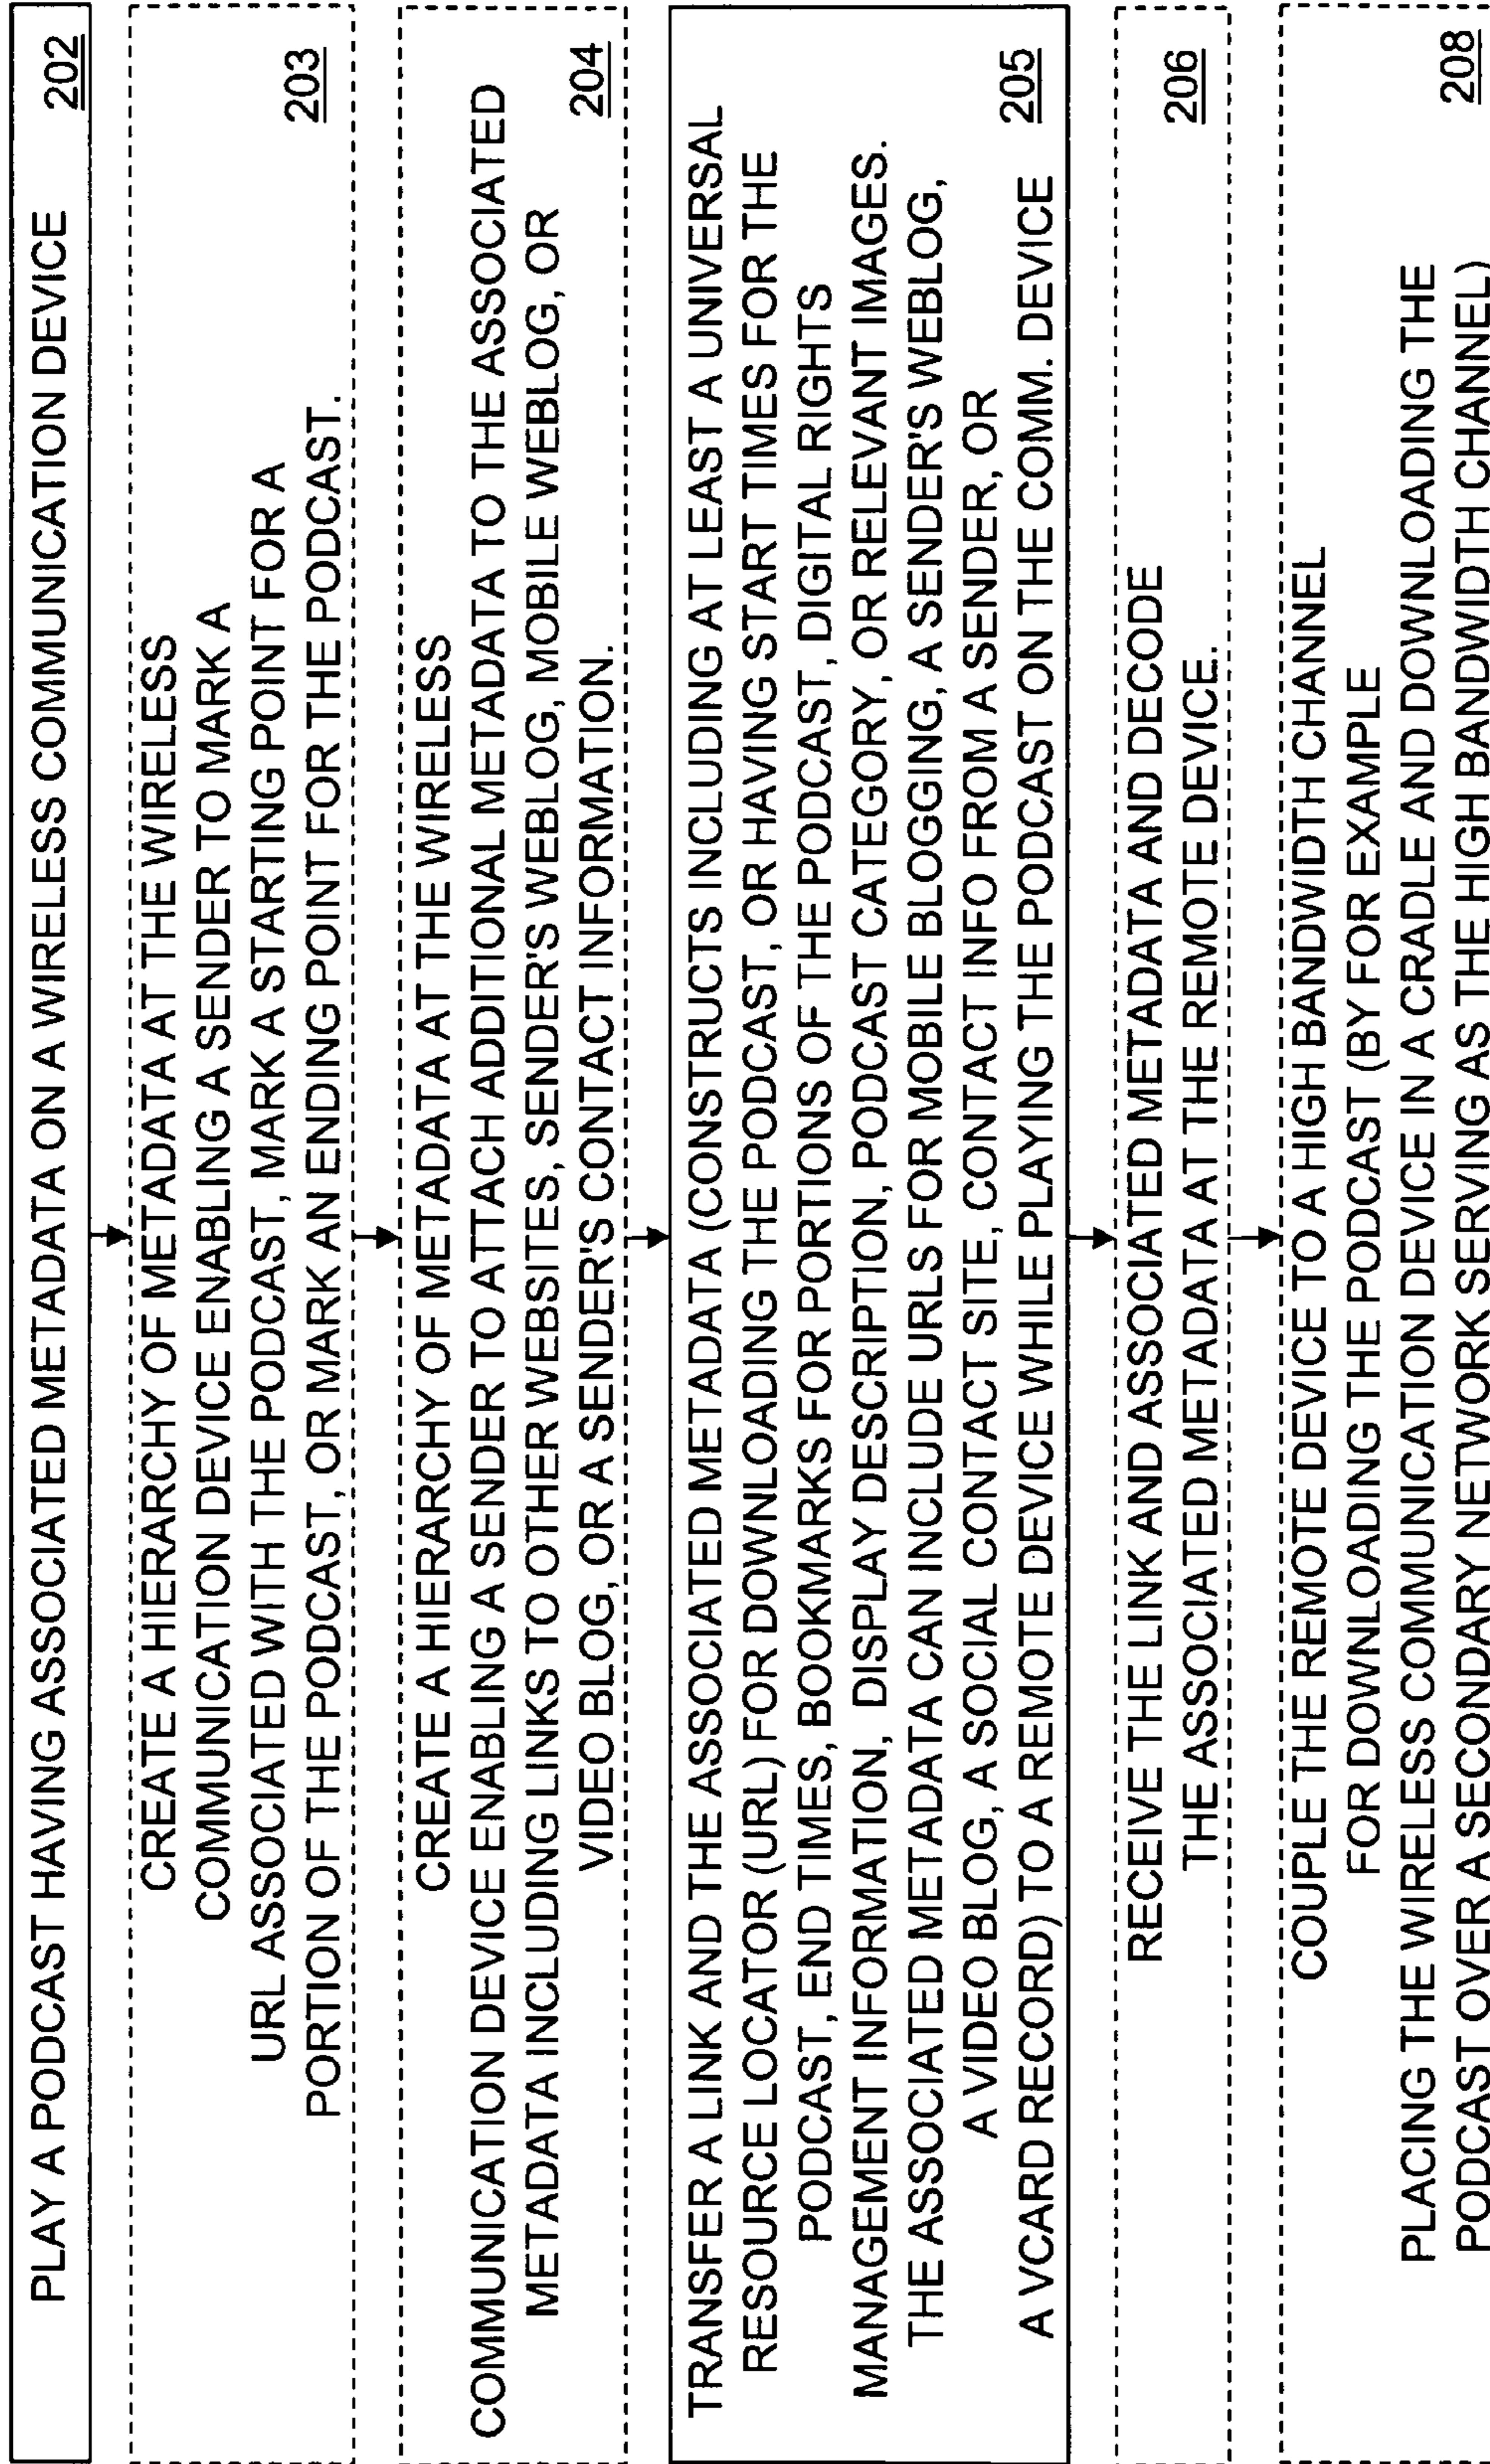 PLAY A PODCAST HAVING ASSOCIATED METADATA ON A WIRELESS COMMUNICATION DEVICE 202
CREATE A HIERARCHY OF METADATA AT THE WIRELESS
COMMUNICATION DEVICE ENABLING A SENDER TO MARK A
URL ASSOCIATED WITH THE PODCAST, MARK A STARTING POINT FOR A
PORTION OF THE PODCAST, OR MARK AN ENDING POINT FOR THE PODCAST.
203
CREATE A HIERARCHY OF METADATA AT THE WIRELESS
COMMUNICATION DEVICE ENABLING A SENDER TO ATTACH ADDITIONAL METADATA TO THE ASSOCIATED
METADATA INCLUDING LINKS TO OTHER WEBSITES, SENDER'S WEBLOG, MOBILE WEBLOG, OR
VIDEO BLOG, OR A SENDER'S CONTACT INFORMATION.
204
TRANSFER A LINK AND THE ASSOCIATED METADATA (CONSTRUCTS INCLUDING AT LEAST A UNIVERSAL
RESOURCE LOCATOR (URL) FOR DOWNLOADING THE PODCAST, OR HAVING START TIMES FOR THE
PODCAST, END TIMES, BOOKMARKS FOR PORTIONS OF THE PODCAST, DIGITAL RIGHTS
MANAGEMENT INFORMATION, DISPLAY DESCRIPTION, PODCAST CATEGORY, OR RELEVANT IMAGES.
THE ASSOCIATED METADATA CAN INCLUDE URLS FOR MOBILE BLOGGING, A SENDER'S WEBLOG,
A VIDEO BLOG, A SOCIAL CONTACT SITE, CONTACT INFO FROM A SENDER, OR
A VCARD RECORD) TO A REMOTE DEVICE WHILE PLAYING THE PODCAST ON THE COMM. DEVICE 205
RECEIVE THE LINK AND ASSOCIATED METADATA AND DECODE
THE ASSOCIATED METADATA AT THE REMOTE DEVICE.
206
COUPLE THE REMOTE DEVICE TO A HIGH BANDWIDTH CHANNEL
FOR DOWNLOADING THE PODCAST (BY FOR EXAMPLE
PLACING THE WIRELESS COMMUNICATION DEVICE IN A CRADLE AND DOWNLOADING THE
PODCAST OVER A SECONDARY NETWORK SERVING AS THE HIGH BANDWIDTH CHANNEL) 208